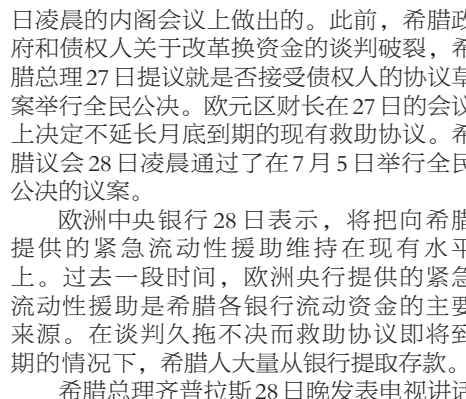 日凌晨的内阁会议上做出的。此前，希腊政
府和债权人关于改革换资金的谈判破裂，希
腊总理27日提议就是否接受债权人的协议草
案举行全民公决。欧元区财长在27日的会议
上决定不延长月底到期的现有救助协议。希
腊议会28日凌晨通过了在7月5日举行全民
公决的议案。
欧洲中央银行28日表示，将把向希腊
提供的紧急流动性援助维持在现有水平
上。过去一段时间，欧洲央行提供的紧急
流动性援助是希腊各银行流动资金的主要
来源。在谈判久拖不决而救助协议即将到
期的情况下，希腊人大量从银行提取存款。
希腊总理齐普拉斯28日晚发表电视讲话